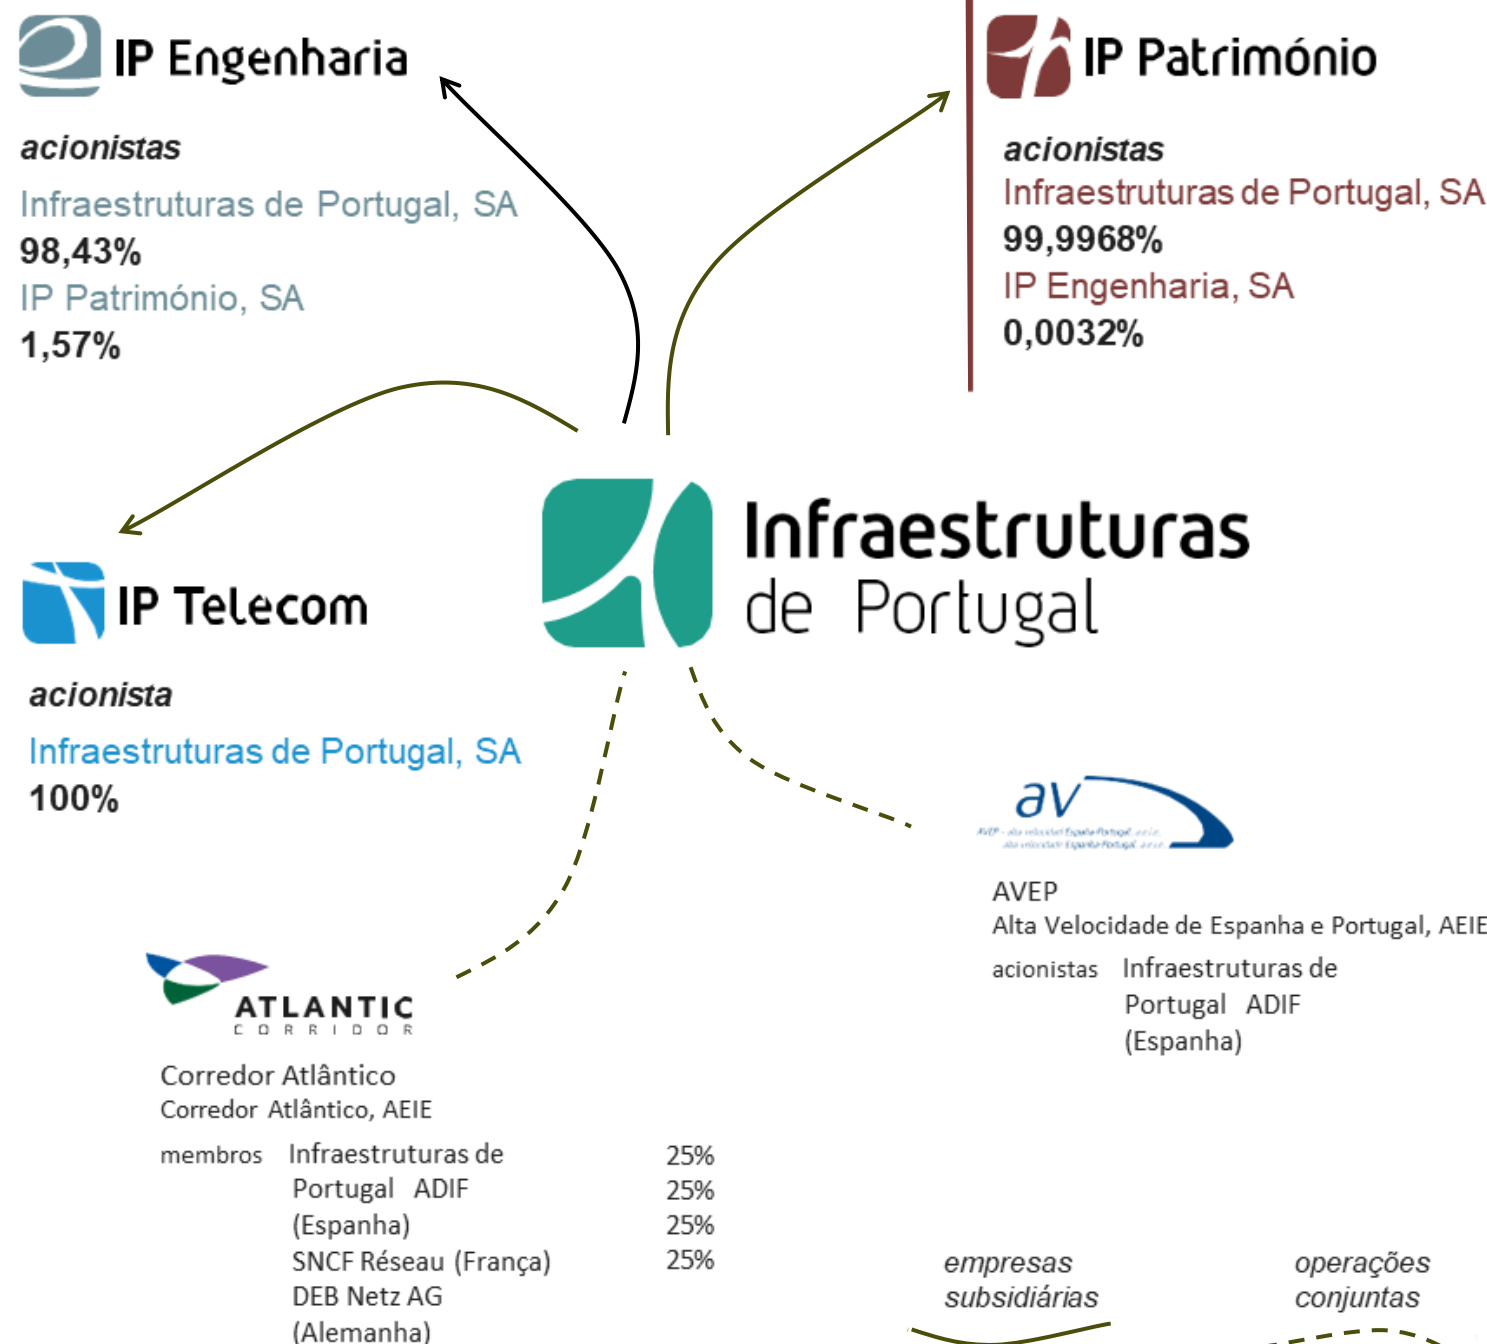 IP Engenharia
acionistas
Infraestruturas de Portugal, SA
98,43%
IP Património, SA
1,57%
IP Património
acionistas
Infraestruturas de Portugal, SA
99,9968%
IP Engenharia, SA
0,0032%
Infraestruturas
de Portugal
IP Telecom
acionista
Infraestruturas de Portugal, SA
100%
av
AVEP
Alta Velocidade de Espanha e Portugal, AEIE
acionistas Infraestruturas de
Portugal ADIF
(Espanha)
ATLANTIC
CORRIDOR
Corredor Atlântico
Corredor Atlântico, AEIE
membros Infraestruturas de 25%
Portugal ADIF 25%
(Espanha) 25%
SNCF Réseau (França) 25%
DEB Netz AG
(Alemanha)
empresas
subsidiárias
operações
conjuntas